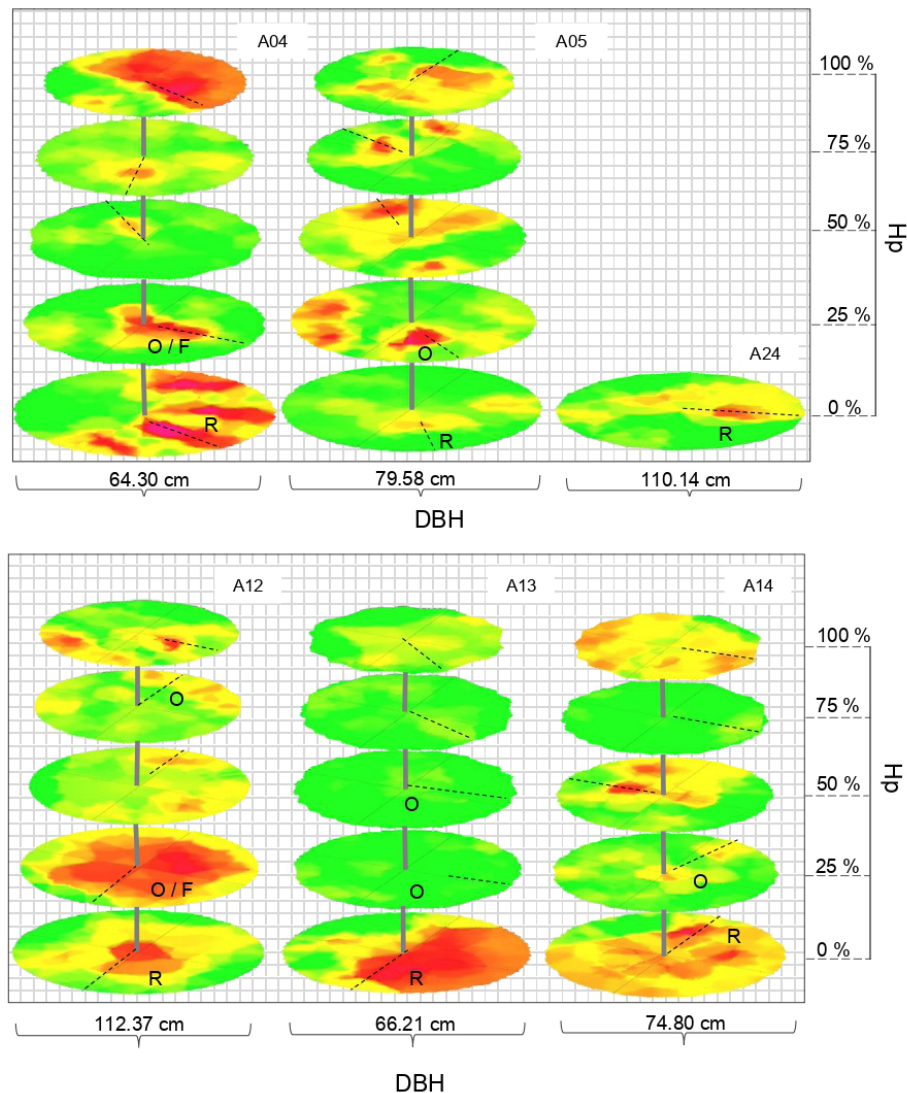 A04 A05
100 %
75 %
50 %
Hp
25 %
O / F
O
A24
0 %
R R R
64.30 cm 79.58 cm 110.14 cm
DBH
A12 A13 A14
100 %
O
75 %
50 %
Hp
O
25 %
O / F O O
0 %
R R R
112.37 cm 66.21 cm 74.80 cm
DBH